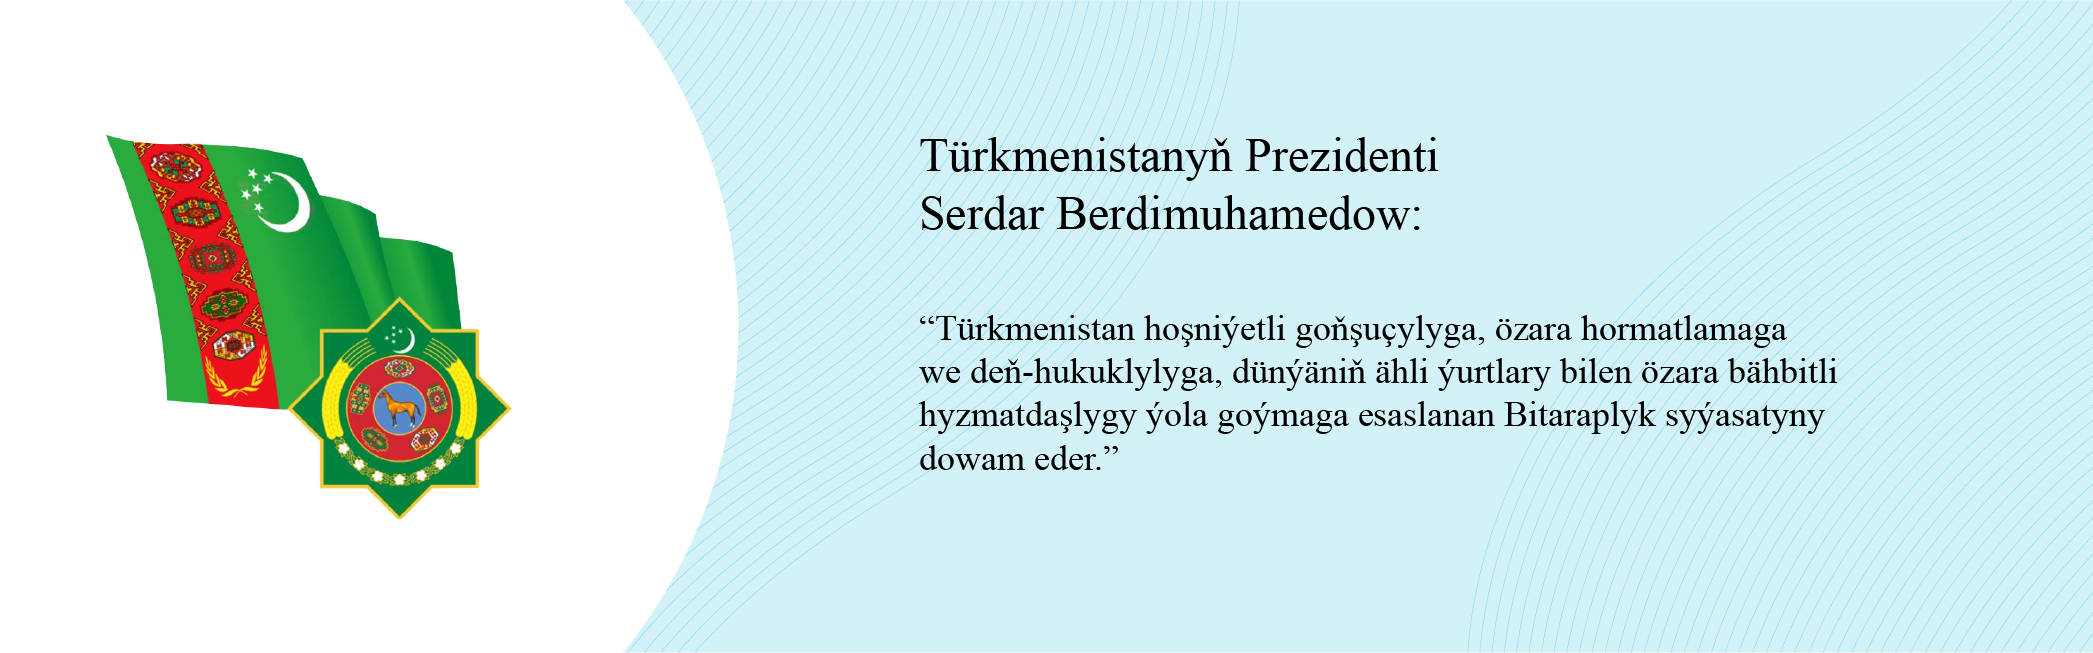 Türkmenistanyň Prezidenti
Serdar Berdimuhamedow:
“Türkmenistan hoşniýetli goňşuçylyga, özara hormatlamaga
we deň-hukuklylyga, dünýäniň ähli ýurtlary bilen özara bähbitli
hyzmatdaşlygy ýola goýmaga esaslanan Bitaraplyk syýasatyny
dowam eder.”